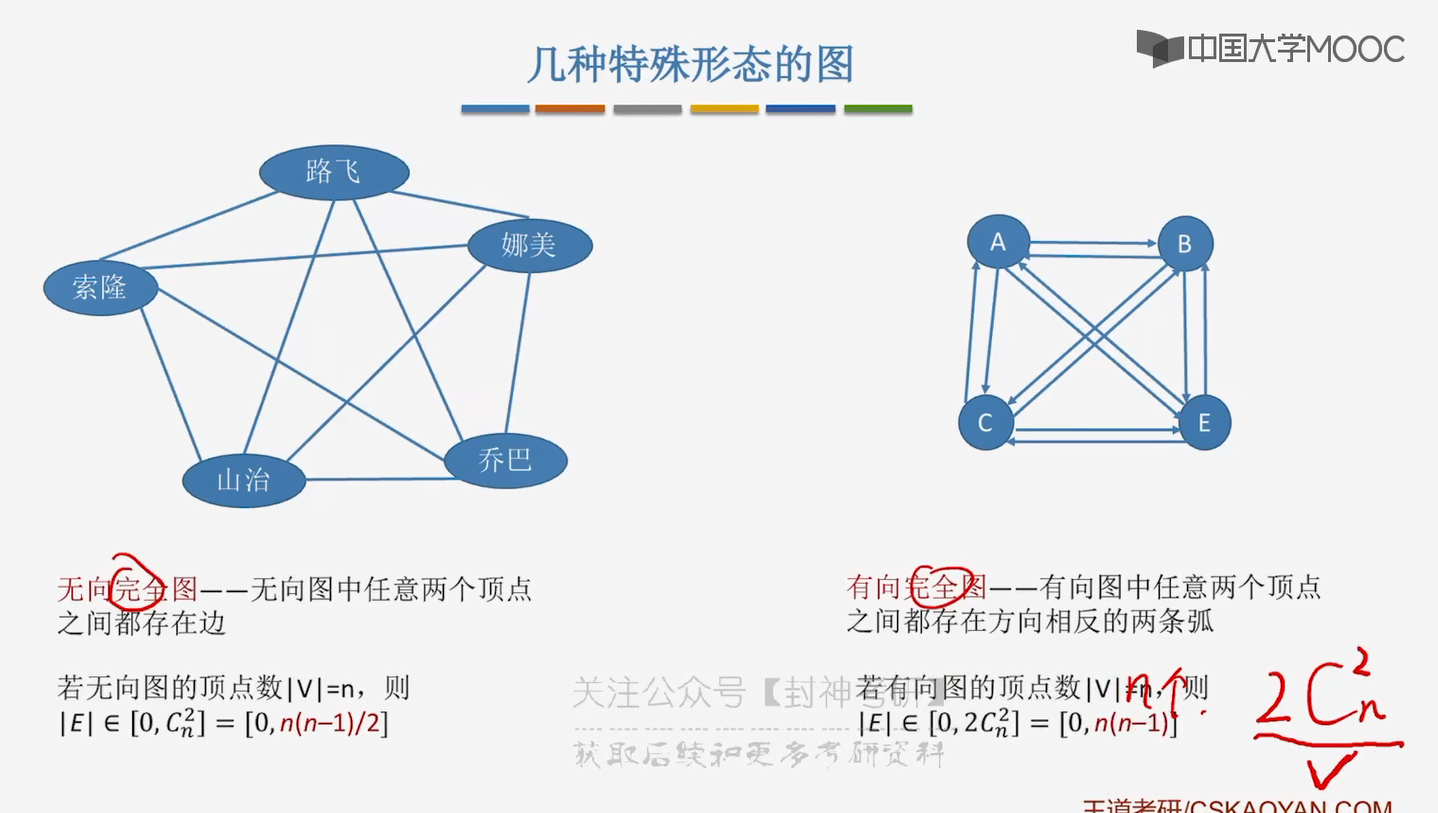 几种特殊形态的图
中国大学MOOC
路飞
娜美
索隆
山治
乔巴
A
B
C
E
无向完全图——无向图中任意两个顶点
之间都存在边
若无向图的顶点数|V|=n，则
|E| ∈ [0, C_n^2] = [0, n(n–1)/2]
有向完全图——有向图中任意两个顶点
之间都存在方向相反的两条弧
若有向图的顶点数|V|=n，则
|E| ∈ [0, 2C_n^2] = [0, n(n–1)]
n个
2C_n^2
关注公众号【封神考研】
获取后续和更多考研资料
王道考研/CSKAOYAN.COM